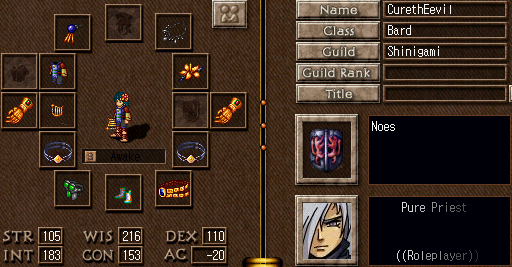 Name CurethEevil
Class Bard
Guild Shinigami
Guild Rank
Title
Awake
Noes
Pure Priest
((Roleplayer))
STR 105 WIS 216 DEX 110
INT 183 CON 153 AC -20